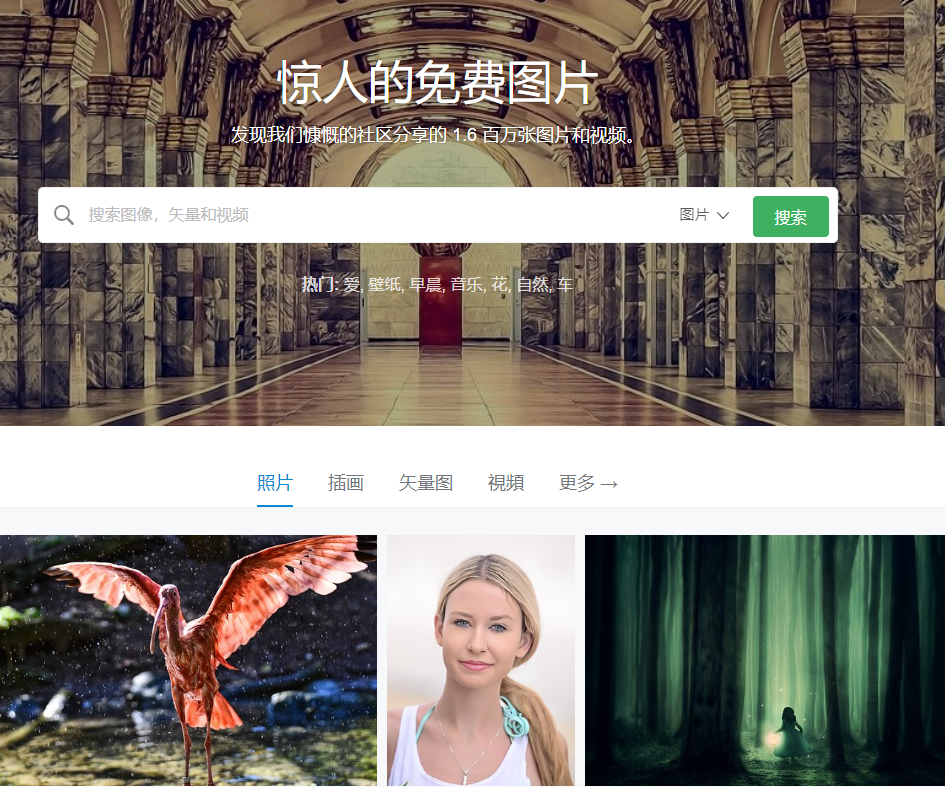 惊人的免费图片
发现我们慷慨的社区分享的 1.6 百万张图片和视频。
搜索图像，矢量和视频
图片
搜索
热门: 爱, 壁纸, 早晨, 音乐, 花, 自然, 车
照片 插画 矢量图 视頻 更多 →